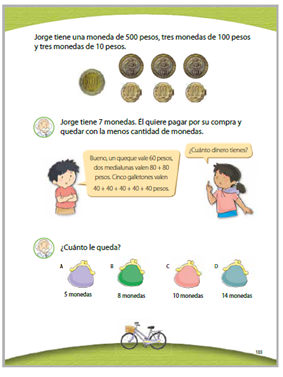 Jorge tiene una moneda de 500 pesos, tres monedas de 100 pesos
y tres monedas de 10 pesos.
Jorge tiene 7 monedas. Él quiere pagar por su compra y
quedar con la menos cantidad de monedas.
Bueno, un queque vale 60 pesos,
dos medialunas valen 80 + 80
pesos. Cinco galletones valen
40 + 40 + 40 + 40 + 40 pesos.
¿Cuánto dinero tienes?
¿Cuánto le queda?
A B C D
5 monedas 8 monedas 10 monedas 14 monedas